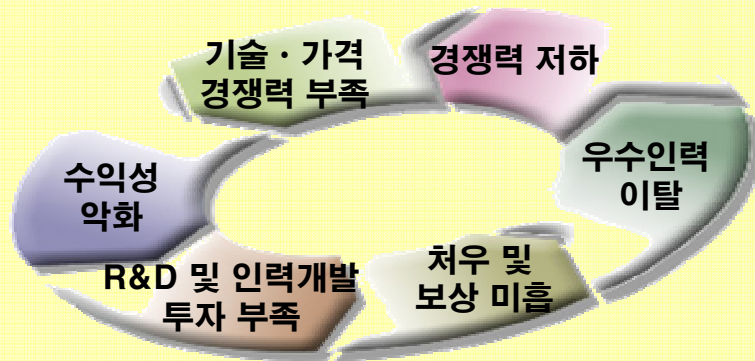 기술 · 가격
경쟁력 부족
경쟁력 저하
우수인력
이탈
처우 및
보상 미흡
R&D 및 인력개발
투자 부족
수익성
악화